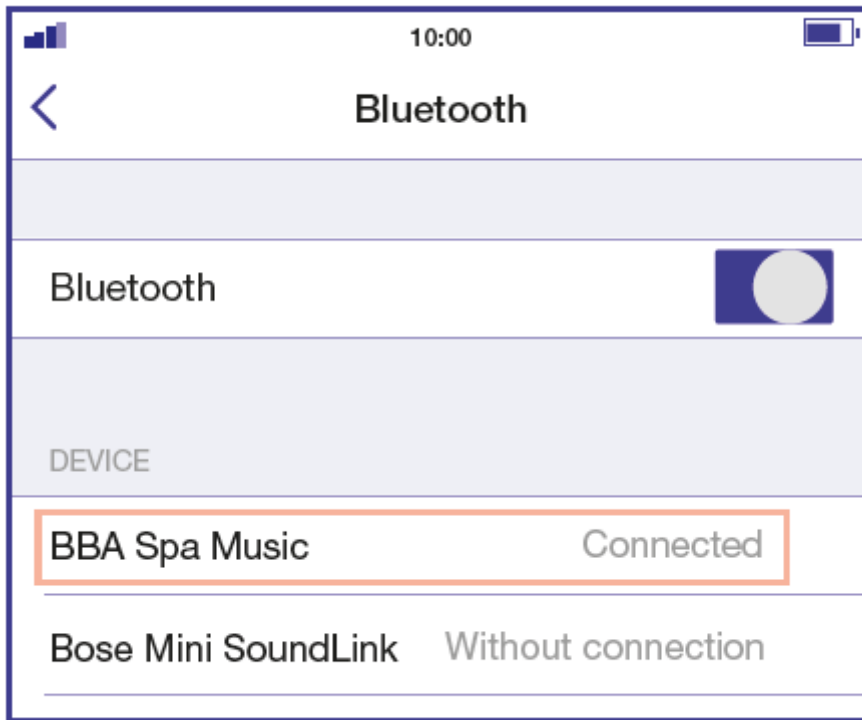 10:00
Bluetooth
Bluetooth
DEVICE
BBA Spa Music Connected
Bose Mini SoundLink Without connection